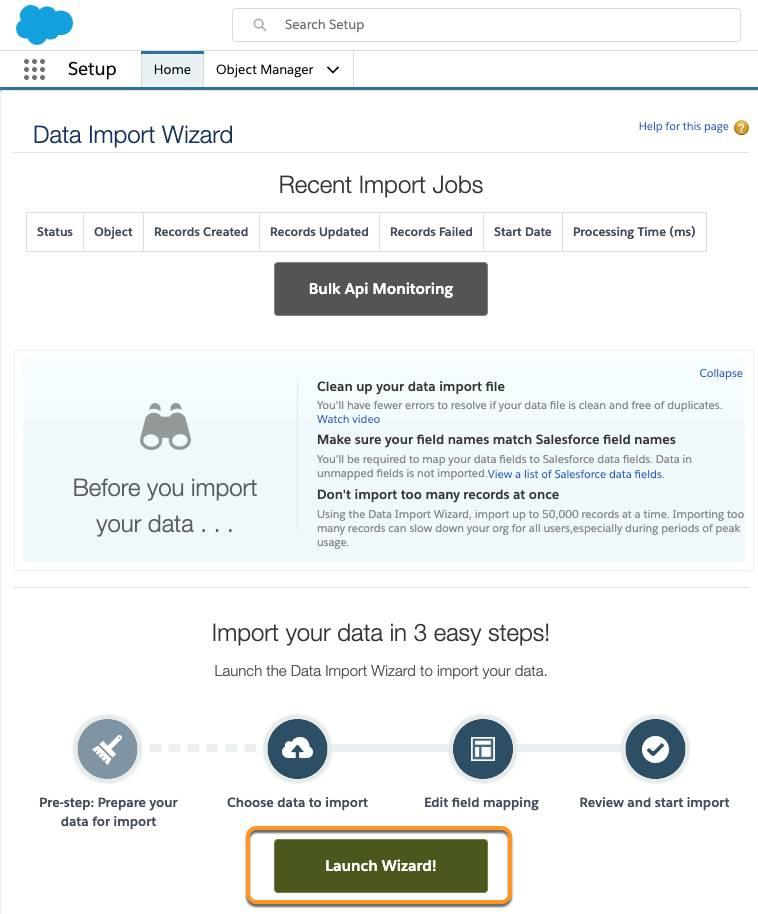 Search Setup
Setup
Home
Object Manager
Data Import Wizard
Help for this page ?
Recent Import Jobs
Status Object Records Created Records Updated Records Failed Start Date Processing Time (ms)
Bulk Api Monitoring
Collapse
Before you import
your data . . .
Clean up your data import file
You'll have fewer errors to resolve if your data file is clean and free of duplicates.
Watch video
Make sure your field names match Salesforce field names
You'll be required to map your data fields to Salesforce data fields. Data in
unmapped fields is not imported.View a list of Salesforce data fields.
Don't import too many records at once
Using the Data Import Wizard, import up to 50,000 records at a time. Importing too
many records can slow down your org for all users,especially during periods of peak
usage.
Import your data in 3 easy steps!
Launch the Data Import Wizard to import your data.
Pre-step: Prepare your
data for import
Choose data to import
Edit field mapping
Review and start import
Launch Wizard!